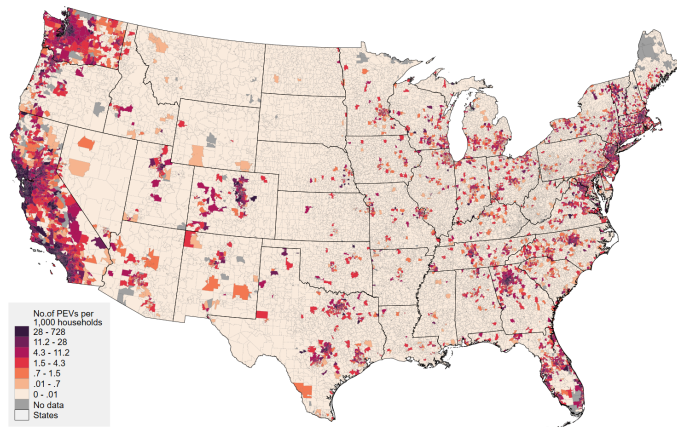 No.of PEVs per
1,000 households
28 - 728
11.2 - 28
4.3 - 11.2
1.5 - 4.3
.7 - 1.5
.01 - .7
0 - .01
No data
States